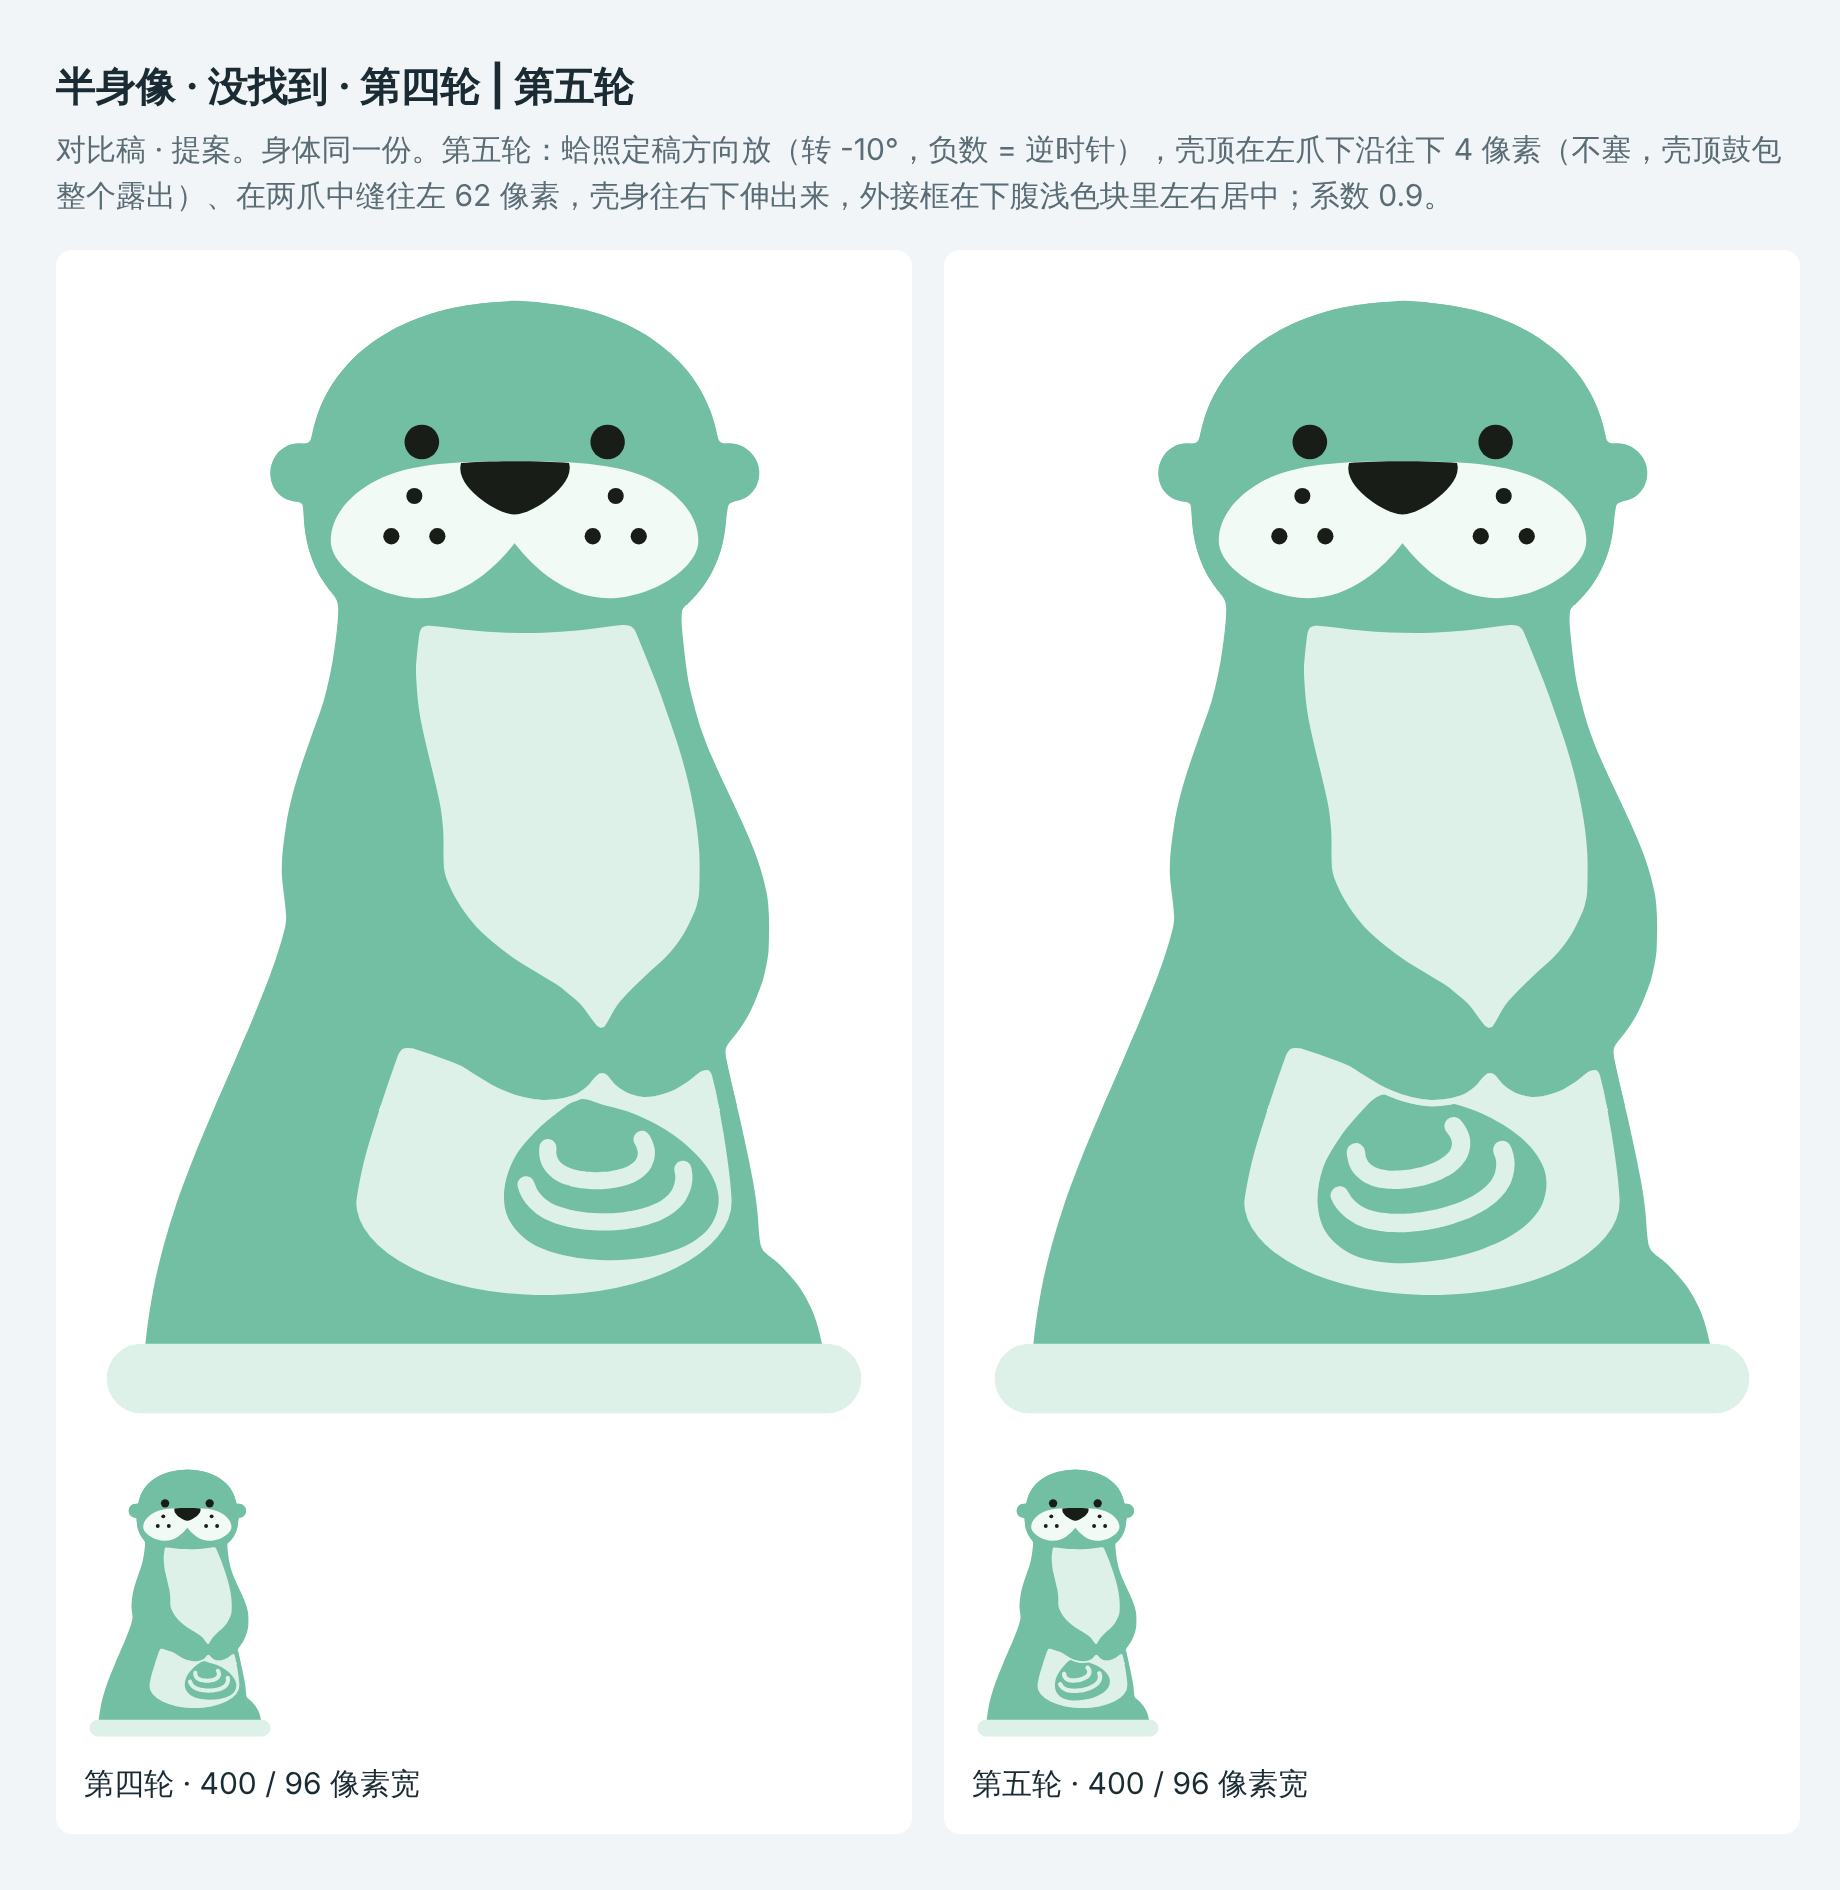 半身像 · 没找到 · 第四轮 | 第五轮
对比稿 · 提案。身体同一份。第五轮：蛤照定稿方向放（转 -10°，负数 = 逆时针），壳顶在左爪下沿往下 4 像素（不塞，壳顶鼓包
整个露出）、在两爪中缝往左 62 像素，壳身往右下伸出来，外接框在下腹浅色块里左右居中；系数 0.9。
第四轮 · 400 / 96 像素宽
第五轮 · 400 / 96 像素宽